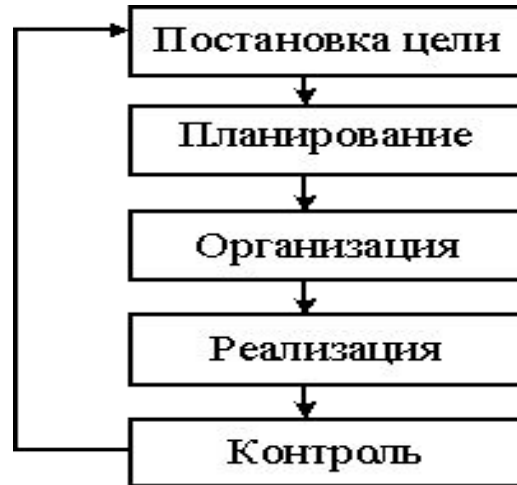 Постановка цели
Планирование
Организация
Реализация
Контроль